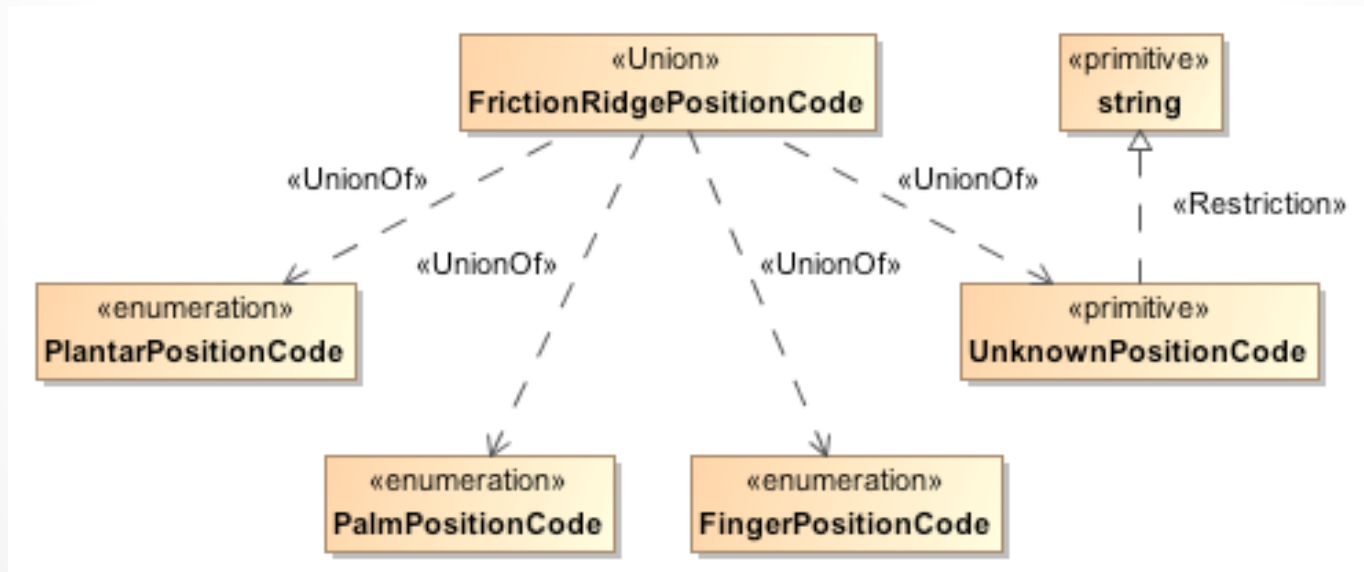 «Union»
FrictionRidgePositionCode
«primitive»
string
«UnionOf»
«UnionOf»
«Restriction»
«UnionOf»
«UnionOf»
«enumeration»
PlantarPositionCode
«primitive»
UnknownPositionCode
«enumeration»
PalmPositionCode
«enumeration»
FingerPositionCode